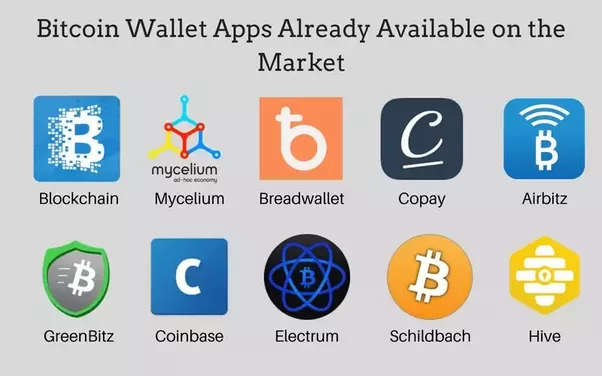 Bitcoin Wallet Apps Already Available on the
Market
mycelium
ad-hoc economy
Blockchain Mycelium Breadwallet Copay Airbitz
GreenBitz Coinbase Electrum Schildbach Hive